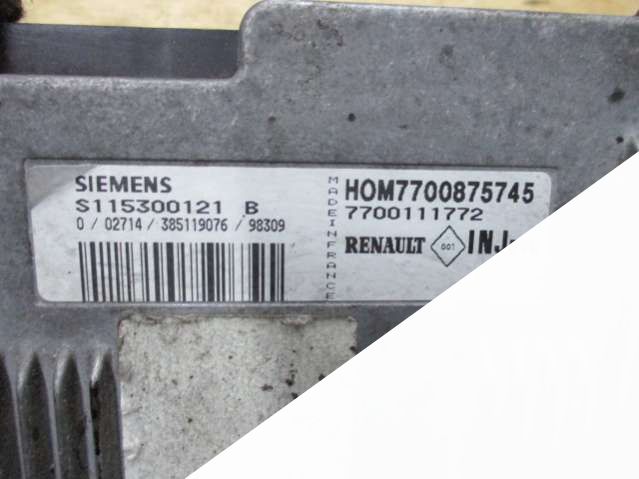 SIEMENS
S115300121 B
0 / 02714 / 385119076 / 98309
MADE IN FRANCE
HOM7700875745
7700111772
RENAULT 001 INJ